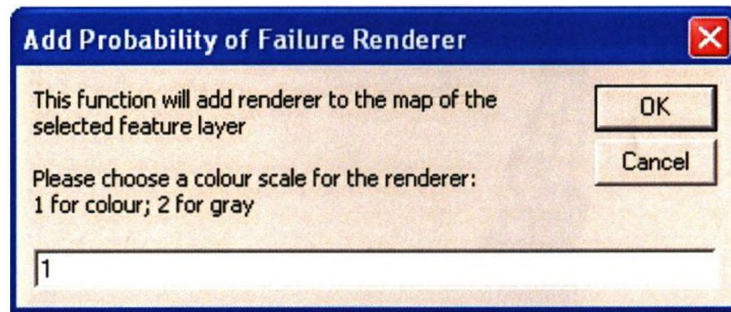 Add Probability of Failure Renderer
This function will add renderer to the map of the
selected feature layer
OK
Cancel
Please choose a colour scale for the renderer:
1 for colour; 2 for gray
1